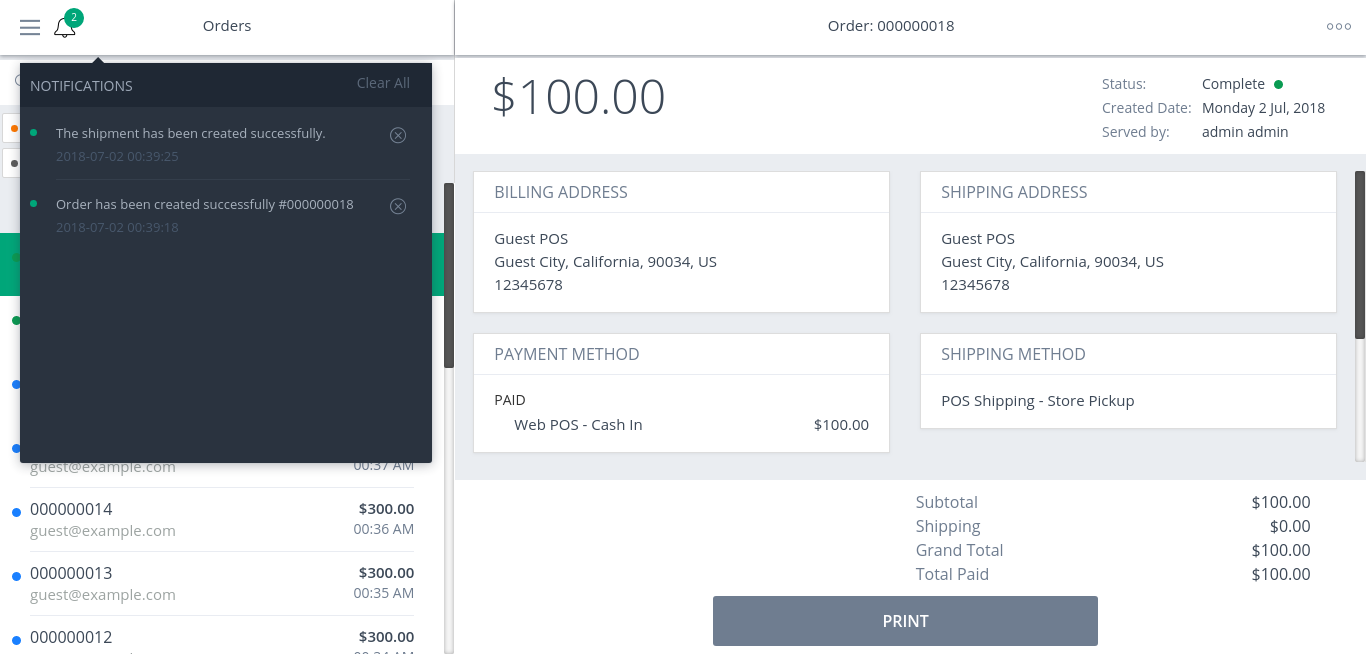 2
Orders
NOTIFICATIONS
Clear All
The shipment has been created successfully.
2018-07-02 00:39:25
Order has been created successfully #000000018
2018-07-02 00:39:18
guest@example.com
00:37 AM
000000014
$300.00
guest@example.com
00:36 AM
000000013
$300.00
guest@example.com
00:35 AM
000000012
$300.00
Order: 000000018
$100.00
Status: Complete
Created Date: Monday 2 Jul, 2018
Served by: admin admin
BILLING ADDRESS
Guest POS
Guest City, California, 90034, US
12345678
SHIPPING ADDRESS
Guest POS
Guest City, California, 90034, US
12345678
PAYMENT METHOD
PAID
Web POS - Cash In $100.00
SHIPPING METHOD
POS Shipping - Store Pickup
Subtotal $100.00
Shipping $0.00
Grand Total $100.00
Total Paid $100.00
PRINT